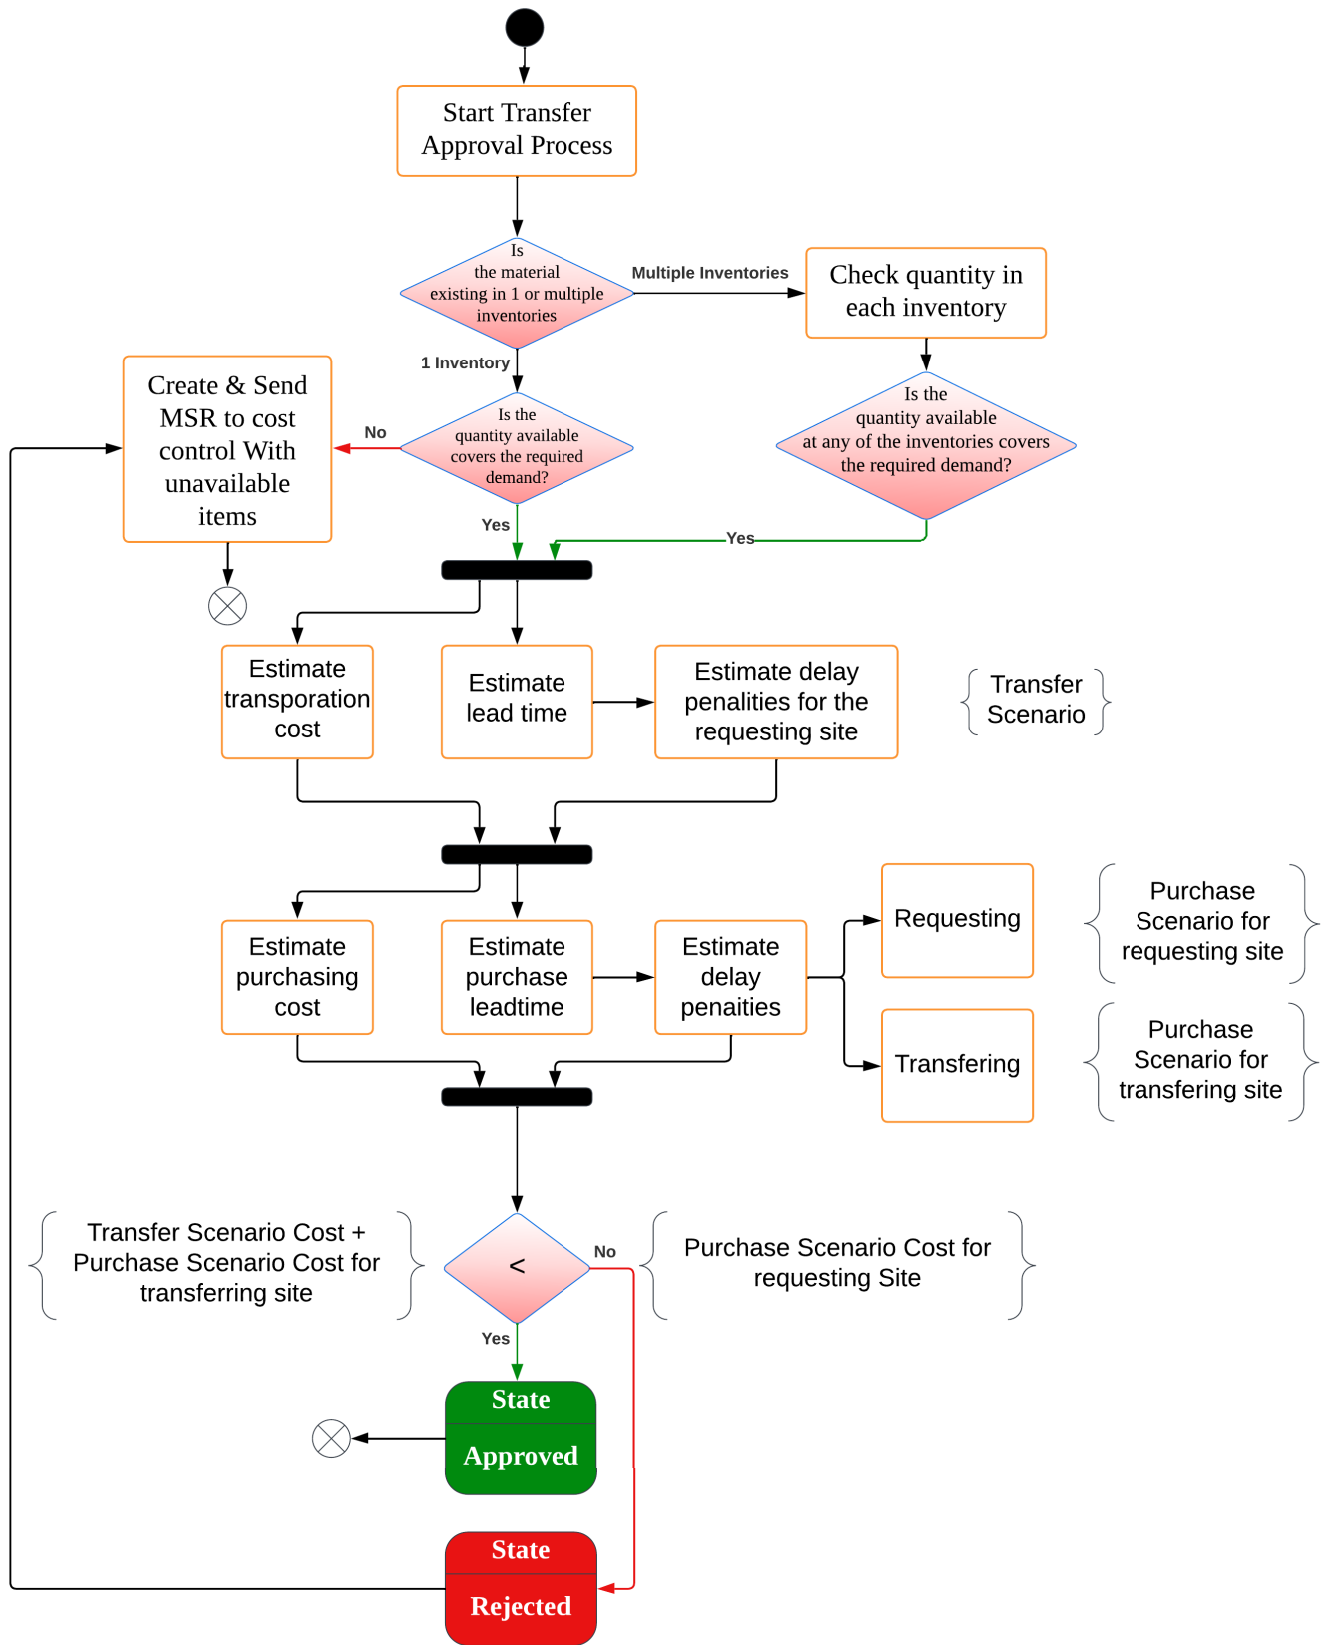 Start Transfer
Approval Process
Is
the material
existing in 1 or multiple
inventories
Multiple Inventories
Check quantity in
each inventory
1 Inventory
Create & Send
MSR to cost
control With
unavailable
items
No
Is the
quantity available
covers the required
demand?
Is the
quantity available
at any of the inventories covers
the required demand?
Yes
Yes
Estimate
transporation
cost
Estimate
lead time
Estimate delay
penalities for the
requesting site
Transfer
Scenario
Estimate
purchasing
cost
Estimate
purchase
leadtime
Estimate
delay
penaities
Requesting
Purchase
Scenario for
requesting site
Transfering
Purchase
Scenario for
transfering site
Transfer Scenario Cost +
Purchase Scenario Cost for
transferring site
<
No
Purchase Scenario Cost for
requesting Site
Yes
State
Approved
State
Rejected